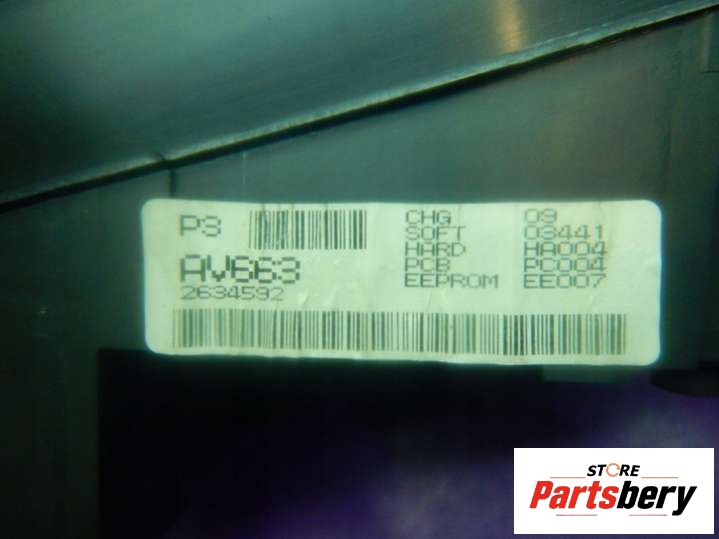 P3
AV663
2634592
CHG 09
SOFT 03441
HARD HA004
PCB PC004
EEPROM EE007
STORE
Partsbery